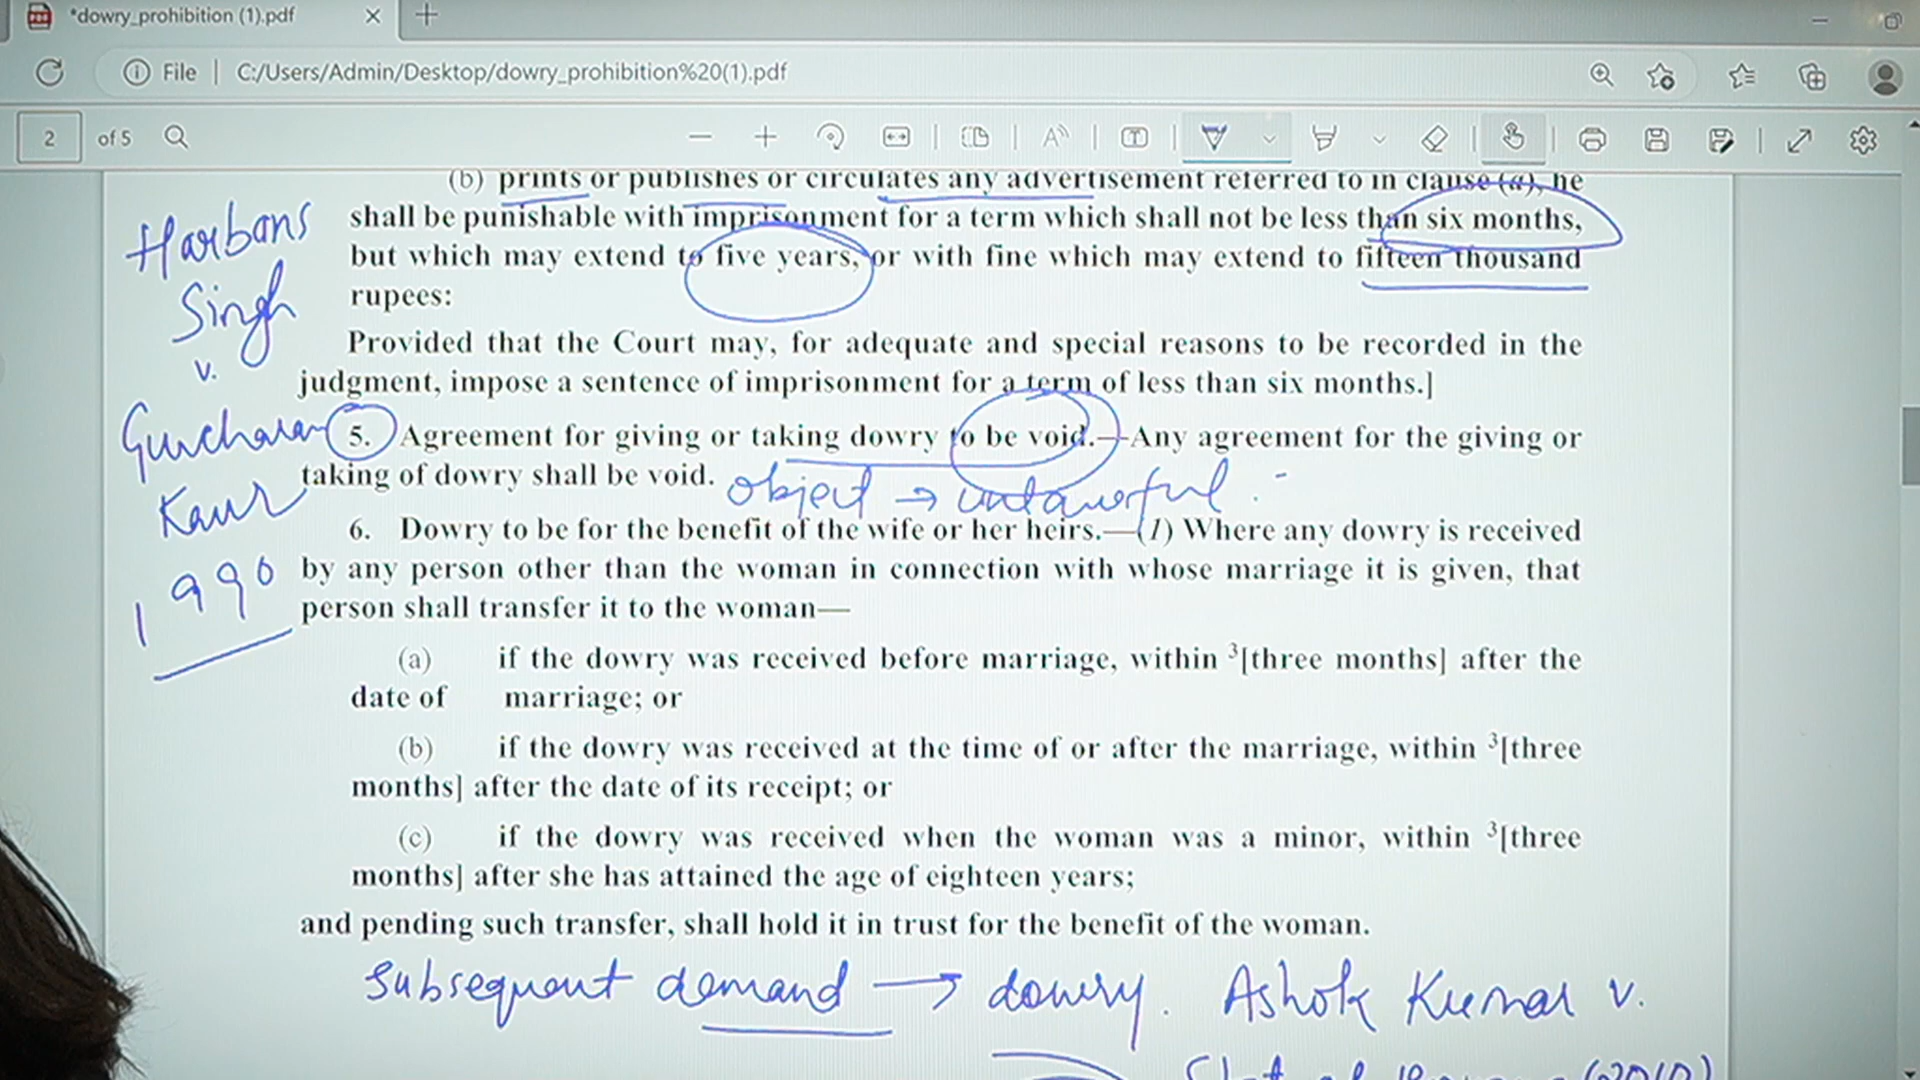 *dowry_prohibition (1).pdf
File | C:/Users/Admin/Desktop/dowry_prohibition%20(1).pdf
2 of 5
(b) prints or publishes or circulates any advertisement referred to in clause (a), he
shall be punishable with imprisonment for a term which shall not be less than six months,
but which may extend to five years, or with fine which may extend to fifteen thousand
rupees:
Provided that the Court may, for adequate and special reasons to be recorded in the
judgment, impose a sentence of imprisonment for a term of less than six months.]
5. Agreement for giving or taking dowry to be void.—Any agreement for the giving or
taking of dowry shall be void.
object → unlawful.
6. Dowry to be for the benefit of the wife or her heirs.—(1) Where any dowry is received
by any person other than the woman in connection with whose marriage it is given, that
person shall transfer it to the woman—
(a) if the dowry was received before marriage, within 3[three months] after the
date of marriage; or
(b) if the dowry was received at the time of or after the marriage, within 3[three
months] after the date of its receipt; or
(c) if the dowry was received when the woman was a minor, within 3[three
months] after she has attained the age of eighteen years;
and pending such transfer, shall hold it in trust for the benefit of the woman.
Harbans
Singh
v.
Gurcharan
Kaur
1990
subsequent demand → dowry. Ashok Kumar v.
(2010)